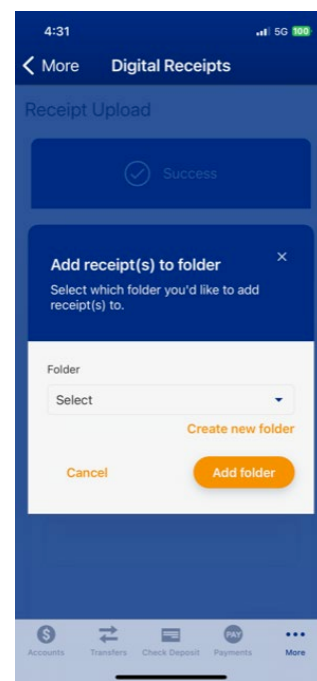 4:31
5G 100
More Digital Receipts
Receipt Upload
Success
Add receipt(s) to folder
Select which folder you'd like to add
receipt(s) to.
Folder
Select
Create new folder
Cancel Add folder
$ PAY
Accounts Transfers Check Deposit Payments More